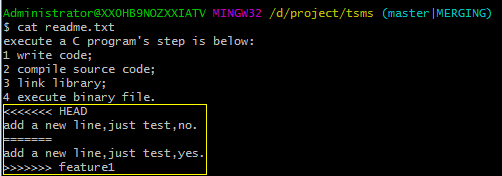 Administrator@XXOHB9NOZXXIATV MINGW32 /d/project/tsms (master|MERGING)
$ cat readme.txt
execute a C program's step is below:
1 write code;
2 compile source code;
3 link library;
4 execute binary file.
<<<<<<< HEAD
add a new line,just test,no.
=======
add a new line,just test,yes.
>>>>>>> feature1